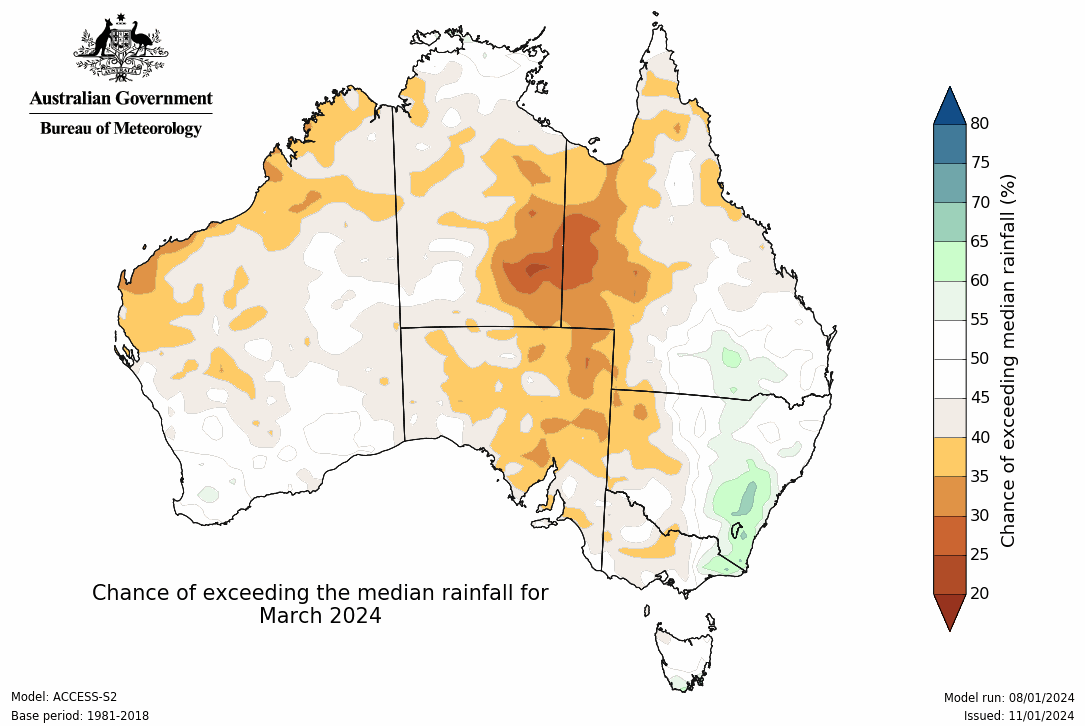 Australian Government
Bureau of Meteorology
80
75
70
65
60
55
50
45
40
35
30
25
20
Chance of exceeding median rainfall (%)
Chance of exceeding the median rainfall for
March 2024
Model: ACCESS-S2
Base period: 1981-2018
Model run: 08/01/2024
Issued: 11/01/2024